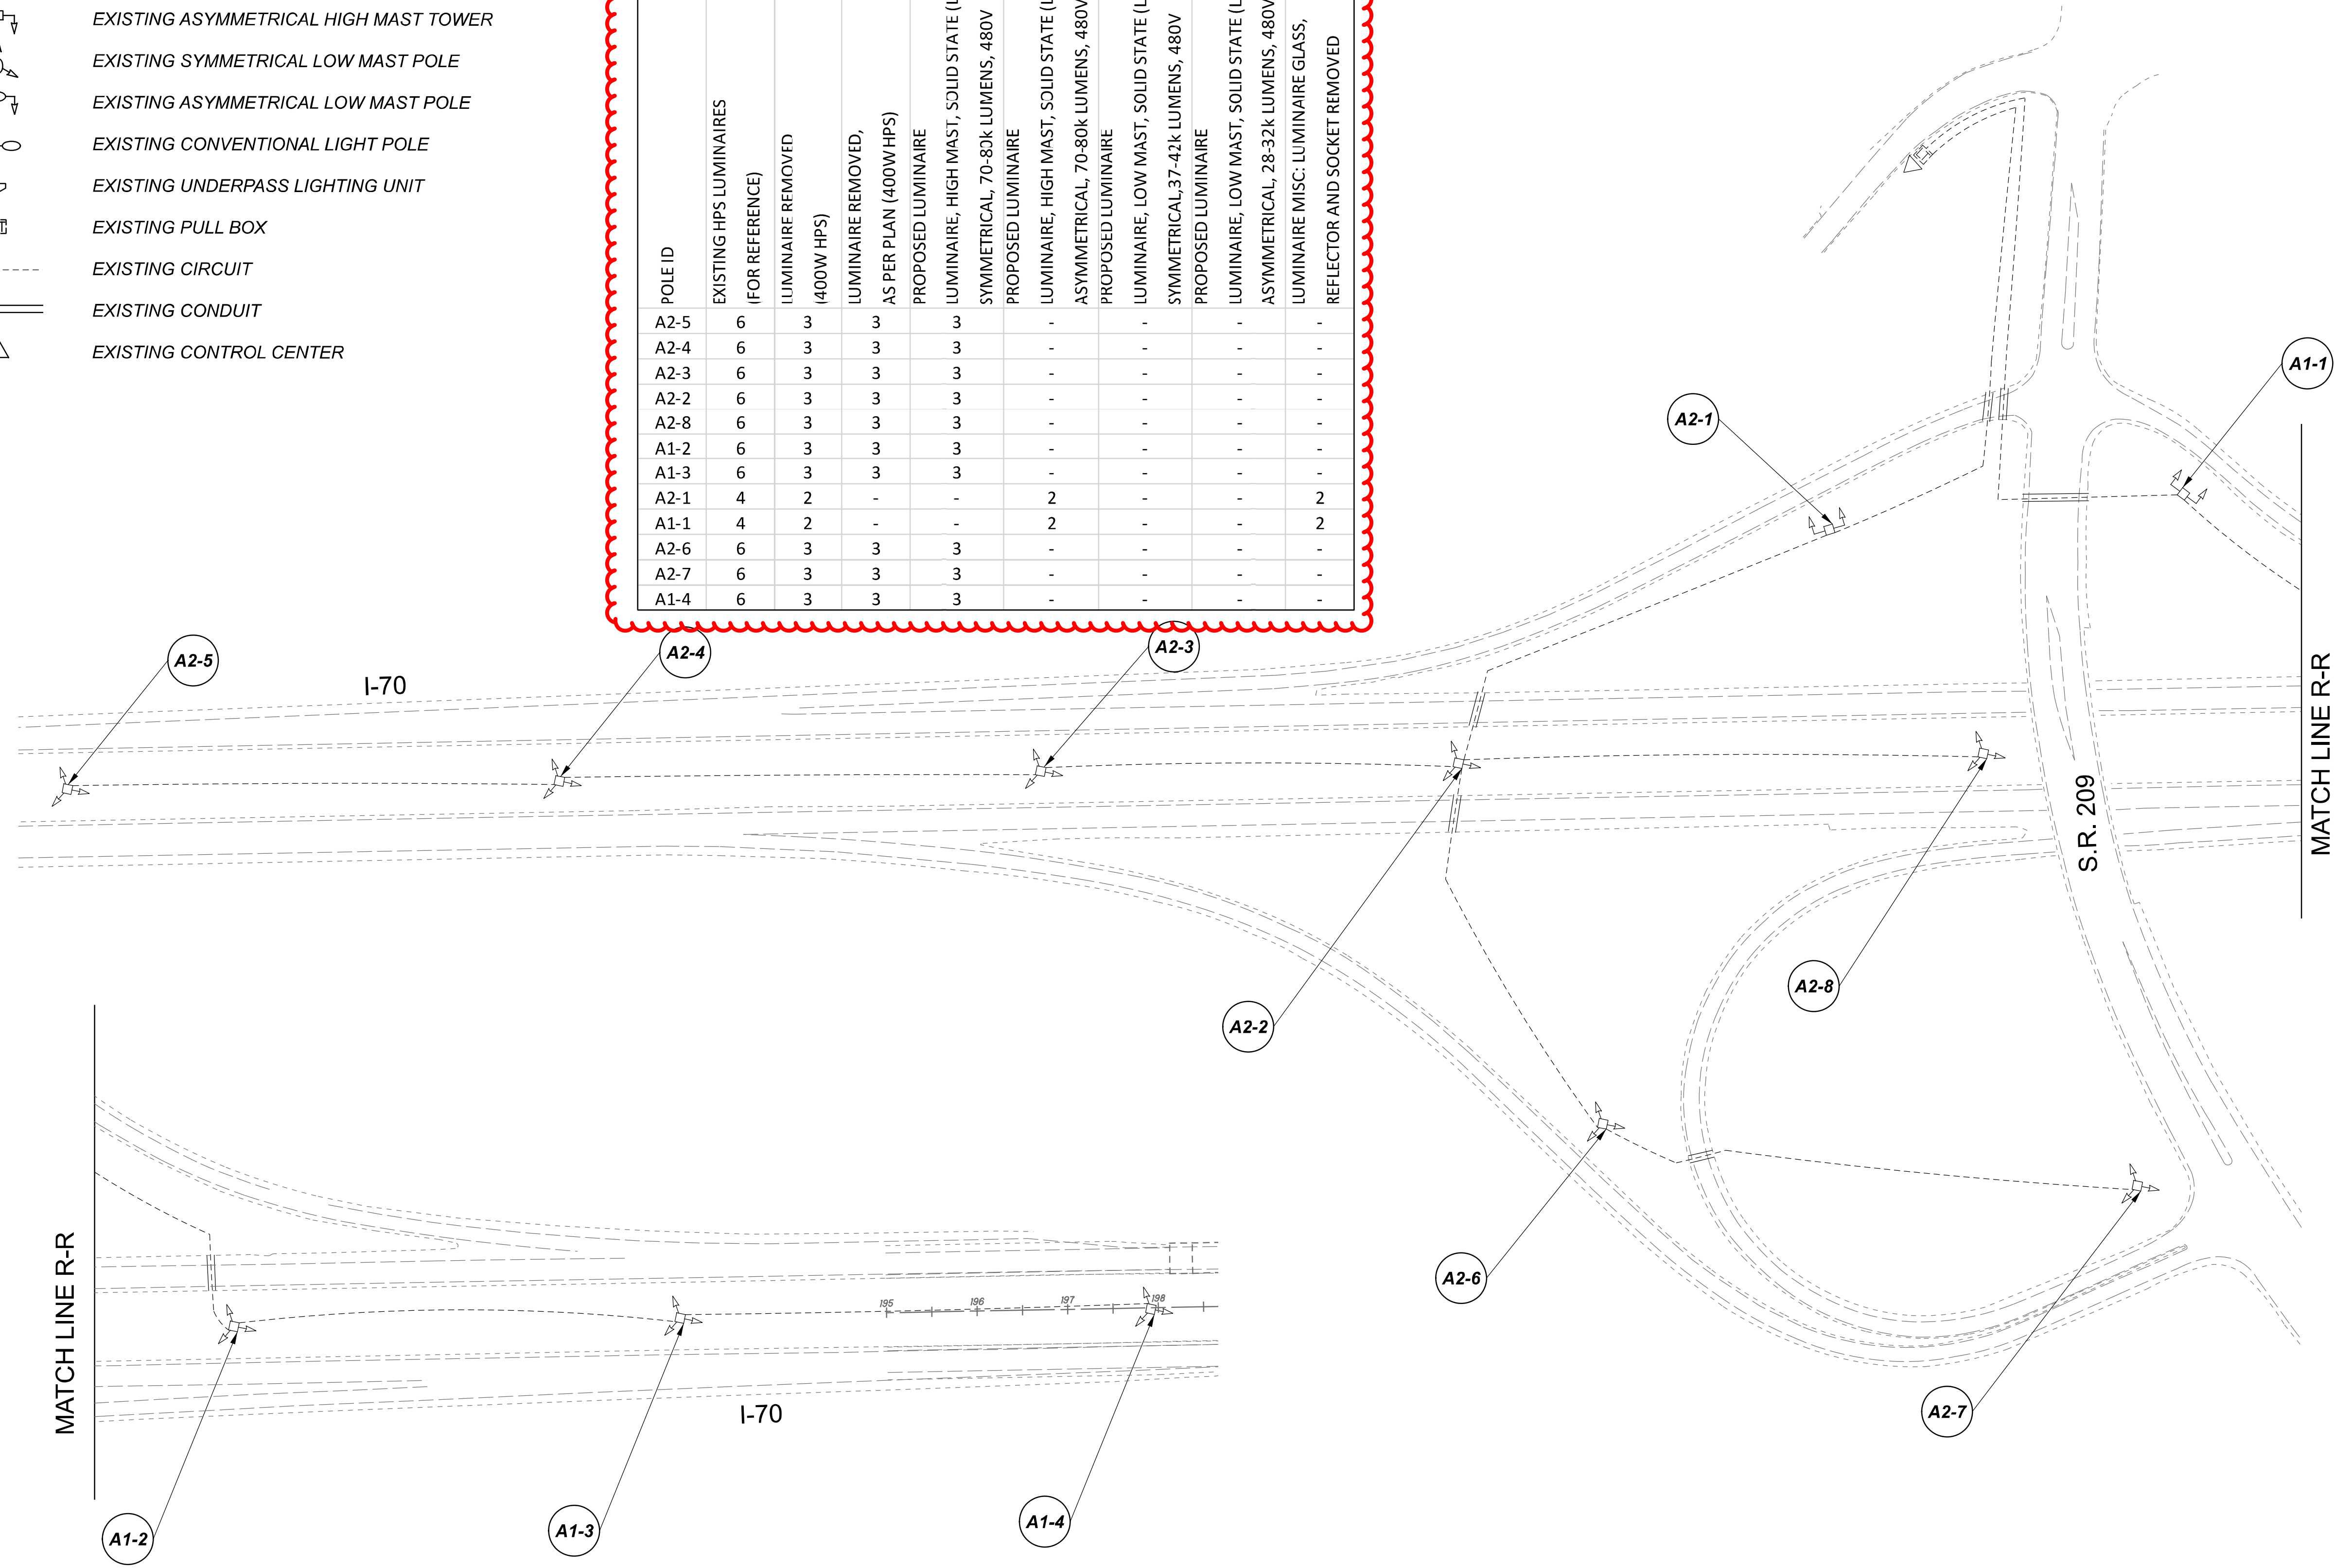 EXISTING ASYMMETRICAL HIGH MAST TOWER
EXISTING SYMMETRICAL LOW MAST POLE
EXISTING ASYMMETRICAL LOW MAST POLE
EXISTING CONVENTIONAL LIGHT POLE
EXISTING UNDERPASS LIGHTING UNIT
EXISTING PULL BOX
EXISTING CIRCUIT
EXISTING CONDUIT
EXISTING CONTROL CENTER
POLE ID
EXISTING HPS LUMINAIRES
(FOR REFERENCE)
LUMINAIRE REMOVED
(400W HPS)
LUMINAIRE REMOVED,
AS PER PLAN (400W HPS)
PROPOSED LUMINAIRE
LUMINAIRE, HIGH MAST, SOLID STATE (L
SYMMETRICAL, 70-80k LUMENS, 480V
PROPOSED LUMINAIRE
LUMINAIRE, HIGH MAST, SOLID STATE (L
ASYMMETRICAL, 70-80k LUMENS, 480V
PROPOSED LUMINAIRE
LUMINAIRE, LOW MAST, SOLID STATE (L
SYMMETRICAL,37-42k LUMENS, 480V
PROPOSED LUMINAIRE
LUMINAIRE, LOW MAST, SOLID STATE (L
ASYMMETRICAL, 28-32k LUMENS, 480V
LUMINAIRE MISC: LUMINAIRE GLASS,
REFLECTOR AND SOCKET REMOVED
A2-5 6 3 3 3 - - - -
A2-4 6 3 3 3 - - - -
A2-3 6 3 3 3 - - - -
A2-2 6 3 3 3 - - - -
A2-8 6 3 3 3 - - - -
A1-2 6 3 3 3 - - - -
A1-3 6 3 3 3 - - - -
A2-1 4 2 - - 2 - - 2
A1-1 4 2 - - 2 - - 2
A2-6 6 3 3 3 - - - -
A2-7 6 3 3 3 - - - -
A1-4 6 3 3 3 - - - -
A1-1
A2-1
A2-5
A2-4
A2-3
I-70
MATCH LINE R-R
S.R. 209
A2-8
A2-2
A2-6
A2-7
MATCH LINE R-R
195 196 197 198
I-70
A1-2
A1-3
A1-4